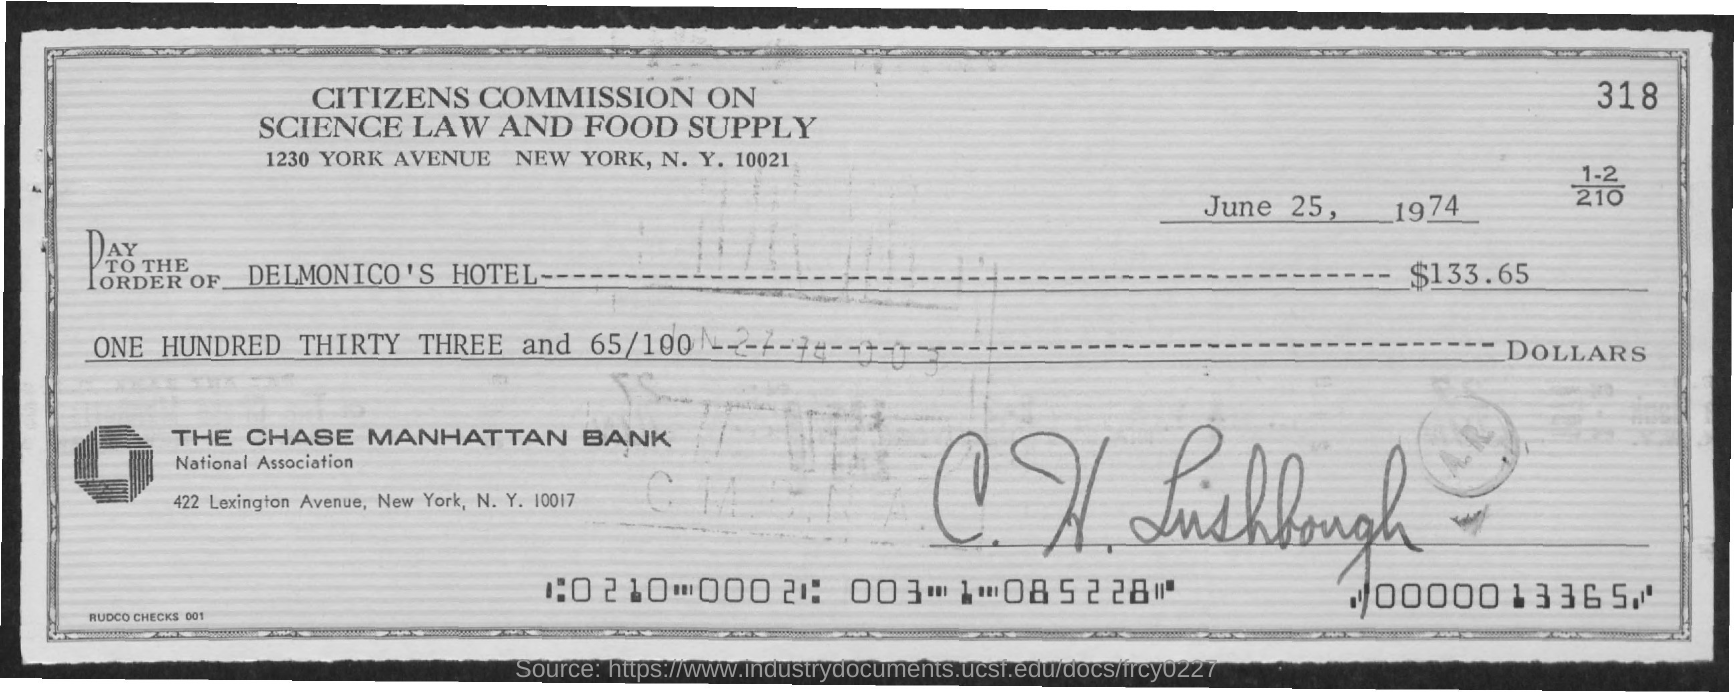 CITIZENS COMMISSION ON
SCIENCE LAW AND FOOD SUPPLY
1230 YORK AVENUE NEW YORK, N. Y. 10021
318
1-2
210
June 25, 1974
PAY
TO THE
ORDER OF DELMONICO'S HOTEL------------------------------------------------ $133.65
ONE HUNDRED THIRTY THREE and 65/100 -------------------------------------- DOLLARS
THE CHASE MANHATTAN BANK
National Association
422 Lexington Avenue, New York, N. Y. 10017
A.R.
C. H. Lushbough
0210 0002 003 1 085228 0000013365
RUDCO CHECKS 001
Source: https://www.industrydocuments.ucsf.edu/docs/frcy0227